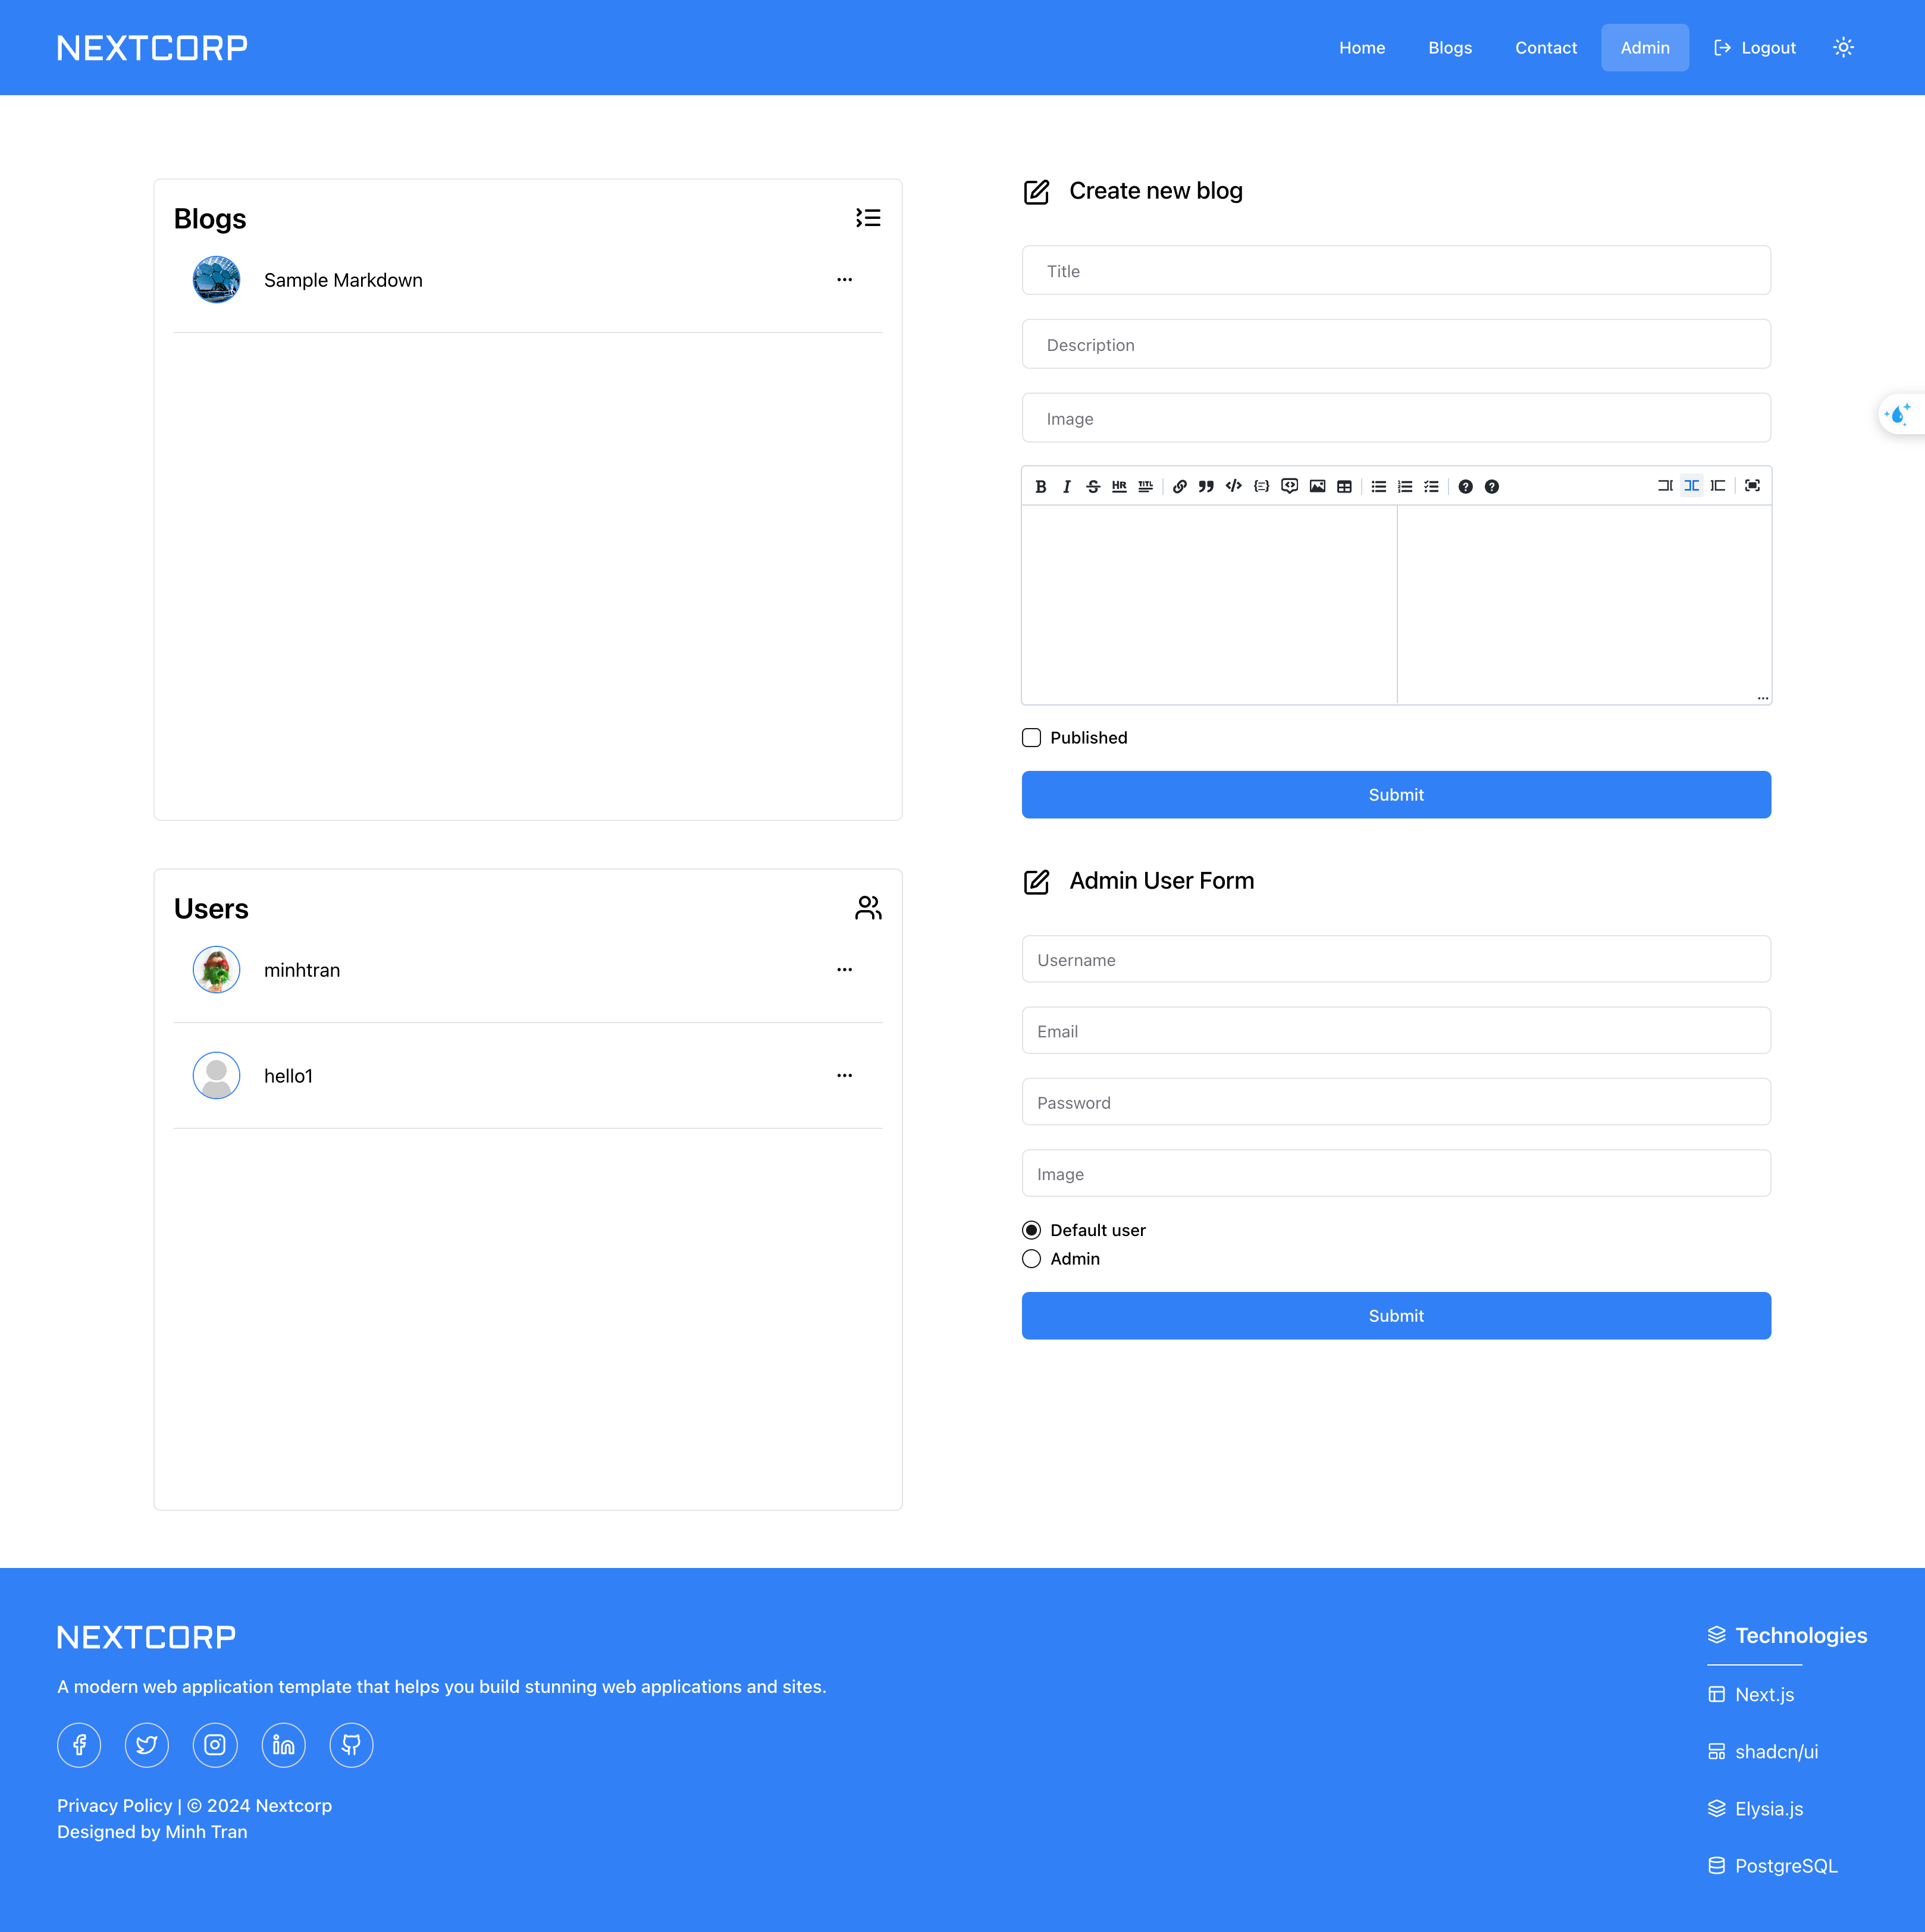 NEXTCORP
Home Blogs Contact Admin Logout
Blogs
Sample Markdown
Create new blog
Title
Description
Image
B I S HR TITL
Published
Submit
Users
minhtran
hello1
Admin User Form
Username
Email
Password
Image
Default user
Admin
Submit
NEXTCORP
A modern web application template that helps you build stunning web applications and sites.
Privacy Policy | © 2024 Nextcorp
Designed by Minh Tran
Technologies
Next.js
shadcn/ui
Elysia.js
PostgreSQL